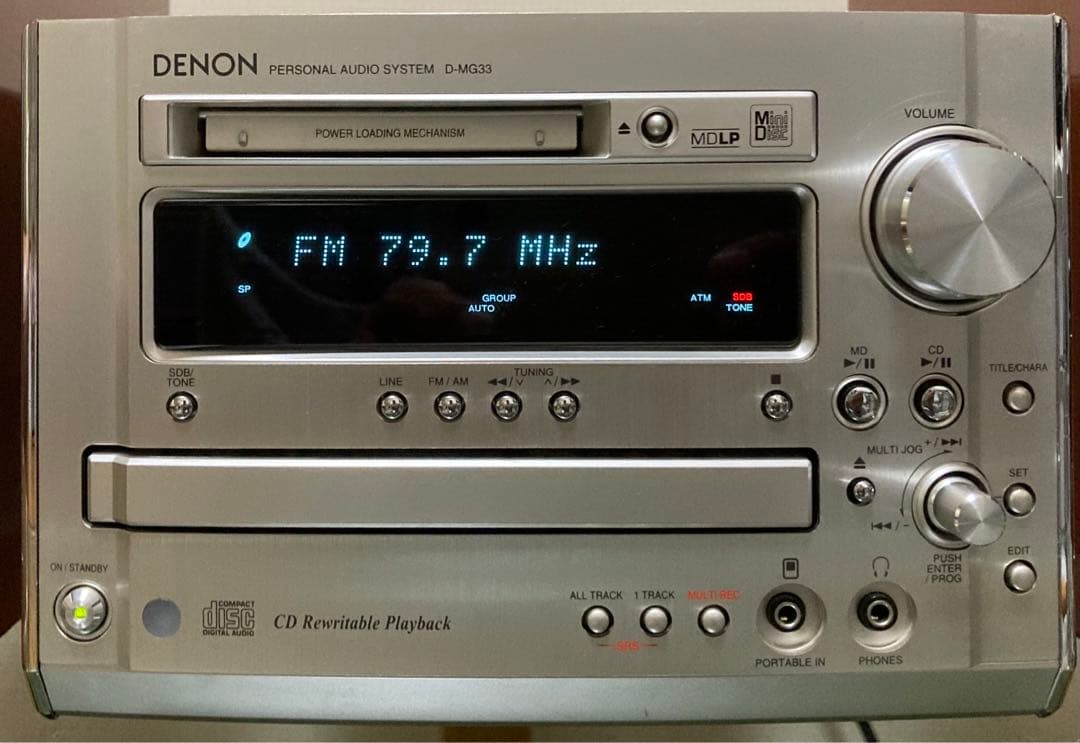 DENON PERSONAL AUDIO SYSTEM D-MG33
POWER LOADING MECHANISM
MDLP
Mini Disc
VOLUME
FM 79.7 MHz
SP
GROUP
AUTO
ATM
SDB
TONE
SDB/
TONE
LINE
FM / AM
TUNING
MD
CD
TITLE/CHARA
MULTI JOG
+ /
/ −
SET
PUSH
ENTER
/ PROG
EDIT
ON / STANDBY
COMPACT
disc
DIGITAL AUDIO
CD Rewritable Playback
ALL TRACK
1 TRACK
MULTI REC
SRS
PORTABLE IN
PHONES